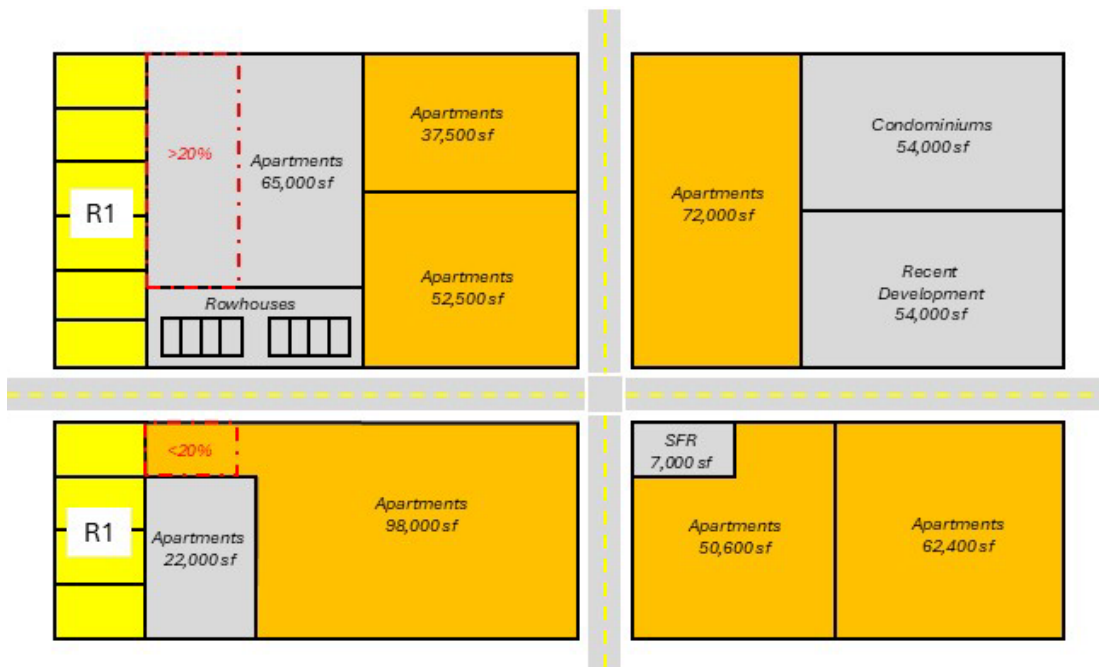 R1
>20%
Apartments
65,000 sf
Rowhouses
Apartments
37,500 sf
Apartments
52,500 sf
Apartments
72,000 sf
Condominiums
54,000 sf
Recent
Development
54,000 sf
R1
<20%
Apartments
22,000 sf
Apartments
98,000 sf
SFR
7,000 sf
Apartments
50,600 sf
Apartments
62,400 sf